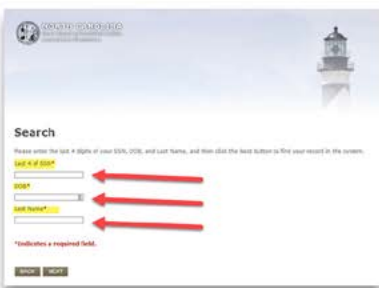 NORTH CAROLINA
Search
Please enter the last 4 digits of your SSN, DOB, and Last Name, and then click the Next button to find your record in the system.
Last 4 of SSN*
DOB*
Last Name*
*Indicates a required field.
BACK NEXT